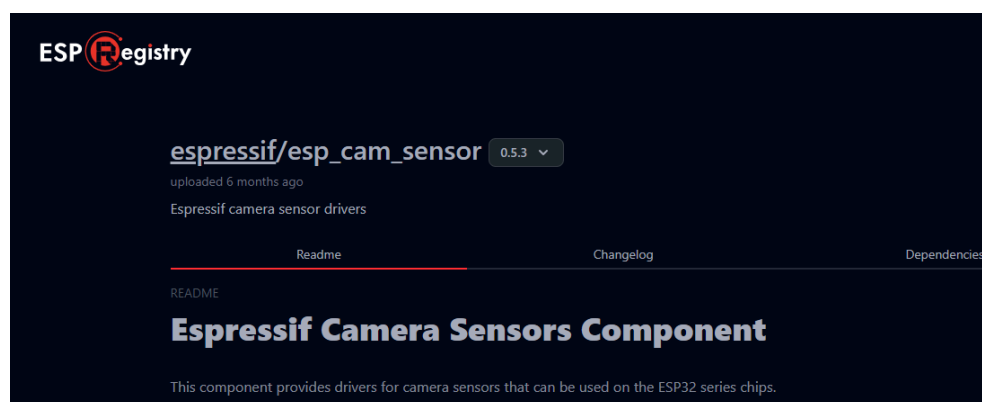 ESP Registry
espressif/esp_cam_sensor 0.5.3
uploaded 6 months ago
Espressif camera sensor drivers
Readme Changelog Dependencies
README
Espressif Camera Sensors Component
This component provides drivers for camera sensors that can be used on the ESP32 series chips.